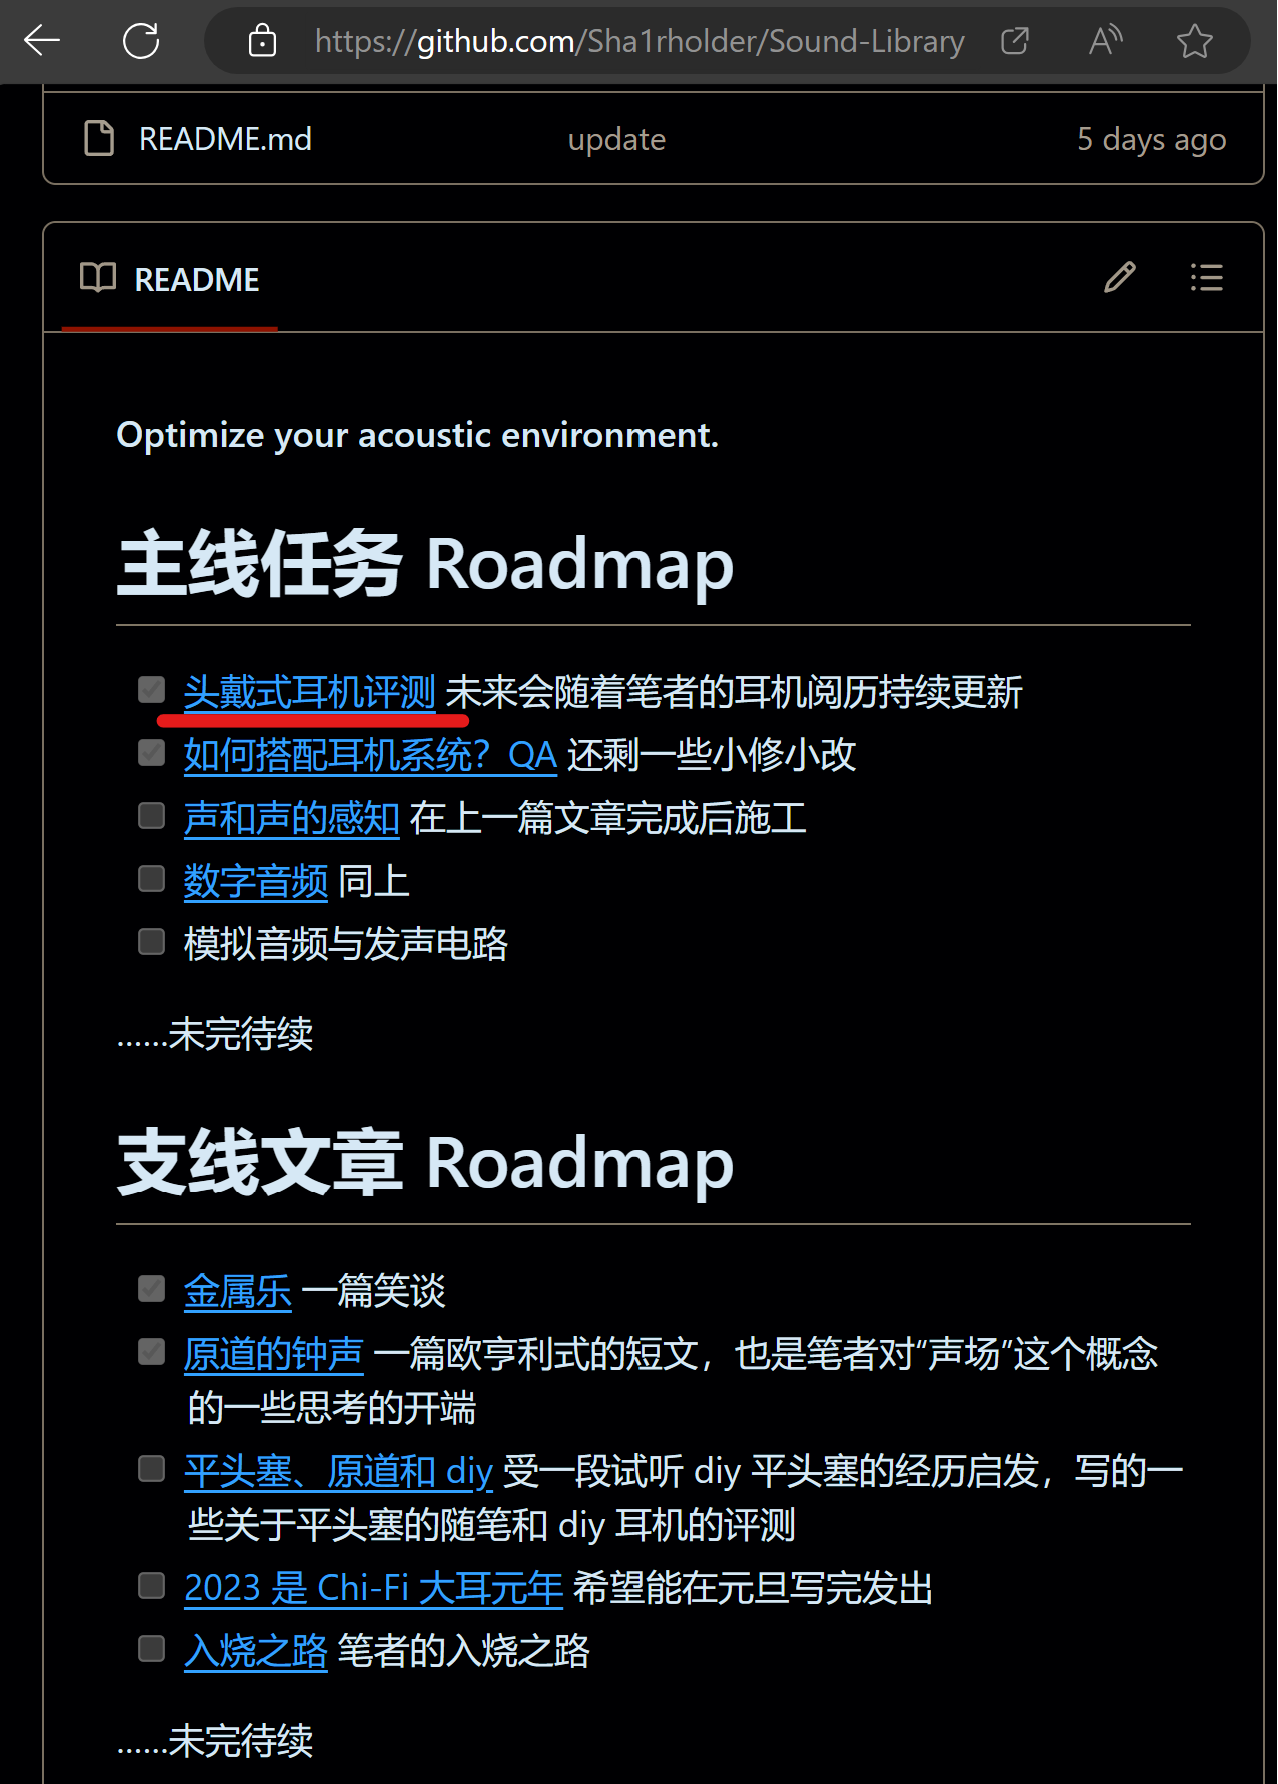 https://github.com/Sha1rholder/Sound-Library
README.md update 5 days ago
README
Optimize your acoustic environment.
主线任务 Roadmap
头戴式耳机评测 未来会随着笔者的耳机阅历持续更新
如何搭配耳机系统？QA 还剩一些小修小改
声和声的感知 在上一篇文章完成后施工
数字音频 同上
模拟音频与发声电路
......未完待续
支线文章 Roadmap
金属乐 一篇笑谈
原道的钟声 一篇欧亨利式的短文，也是笔者对“声场”这个概念
的一些思考的开端
平头塞、原道和 diy 受一段试听 diy 平头塞的经历启发，写的一
些关于平头塞的随笔和 diy 耳机的评测
2023 是 Chi-Fi 大耳元年 希望能在元旦写完发出
入烧之路 笔者的入烧之路
......未完待续